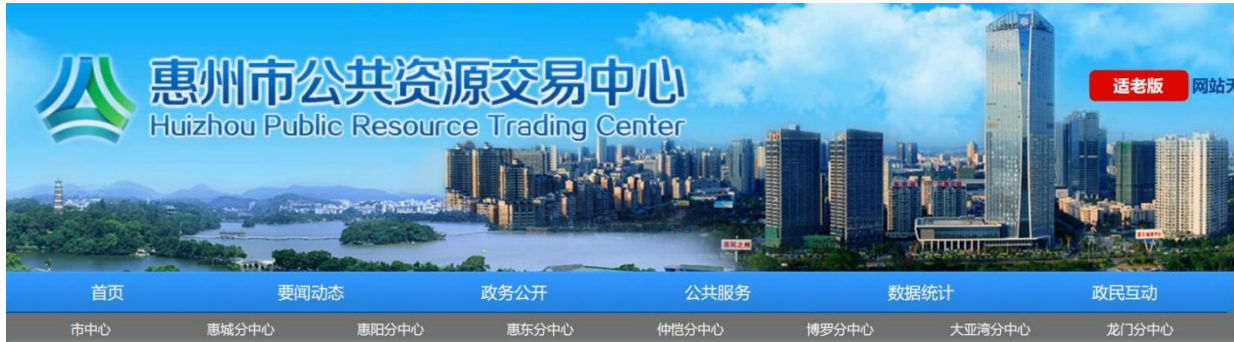 惠州市公共资源交易中心
Huizhou Public Resource Trading Center
适老版 网站无
首页 要闻动态 政务公开 公共服务 数据统计 政民互动
市中心 惠城分中心 惠阳分中心 惠东分中心 仲恺分中心 博罗分中心 大亚湾分中心 龙门分中心